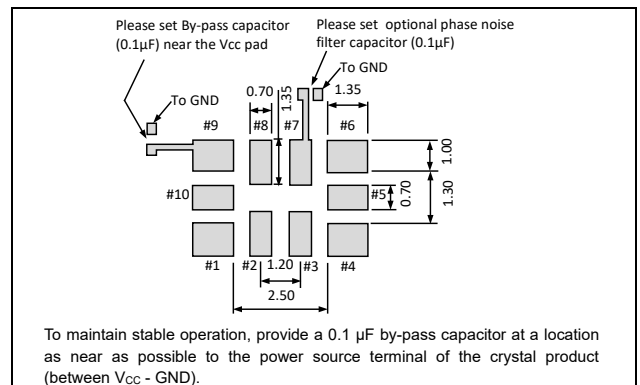 Please set By-pass capacitor
(0.1µF) near the Vcc pad
Please set optional phase noise
filter capacitor (0.1µF)
To GND
To GND
#9
0.70
#8
1.35
#7
1.35
#6
1.00
#10
#5
0.70
1.30
#1
#2
1.20
#3
#4
2.50
To maintain stable operation, provide a 0.1 µF by-pass capacitor at a location
as near as possible to the power source terminal of the crystal product
(between VCC - GND).